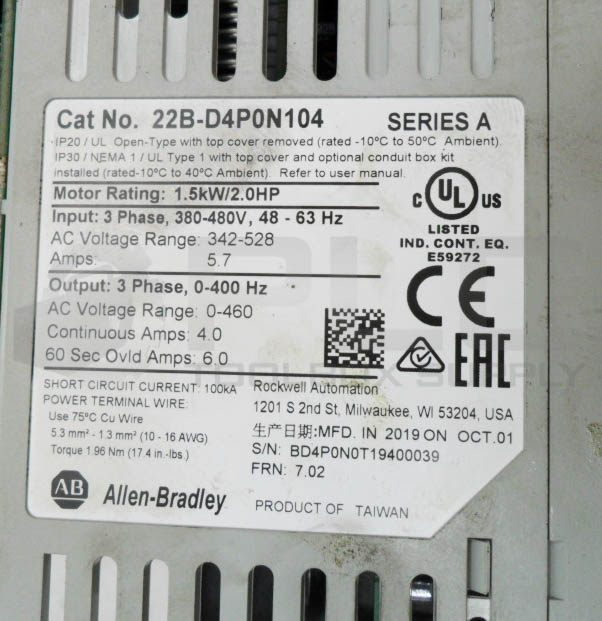 Cat No. 22B-D4P0N104 SERIES A
IP20 / UL Open-Type with top cover removed (rated -10°C to 50°C Ambient).
IP30 / NEMA 1 / UL Type 1 with top cover and optional conduit box kit
installed (rated-10°C to 40°C Ambient). Refer to user manual.
Motor Rating: 1.5kW/2.0HP
Input: 3 Phase, 380-480V, 48 - 63 Hz
AC Voltage Range: 342-528
Amps: 5.7
C UL US
LISTED
IND. CONT. EQ.
E59272
CE
Output: 3 Phase, 0-400 Hz
AC Voltage Range: 0-460
Continuous Amps: 4.0
60 Sec Ovld Amps: 6.0
EAC
PLC
TOOLBOX SUPPLY
SHORT CIRCUIT CURRENT: 100kA
POWER TERMINAL WIRE:
Use 75°C Cu Wire
5.3 mm² - 1.3 mm² (10 - 16 AWG)
Torque 1.96 Nm (17.4 in.-lbs.)
Rockwell Automation
1201 S 2nd St, Milwaukee, WI 53204, USA
生产日期:MFD. IN 2019 ON OCT.01
S/N: BD4P0N0T19400039
FRN: 7.02
AB Allen-Bradley
PRODUCT OF TAIWAN